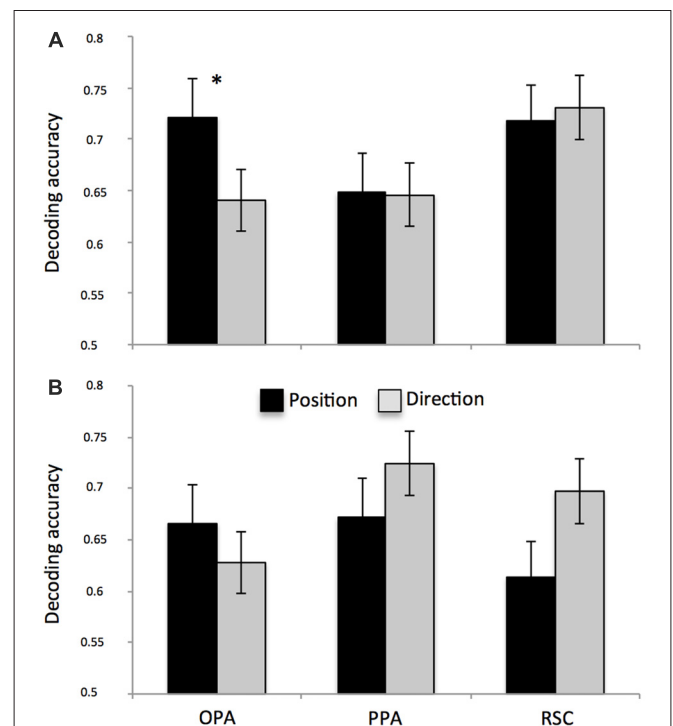 A
0.8
*
0.75
0.7
0.65
0.6
0.55
0.5
Decoding accuracy
B
0.8
Position Direction
0.75
0.7
0.65
0.6
0.55
0.5
Decoding accuracy
OPA PPA RSC